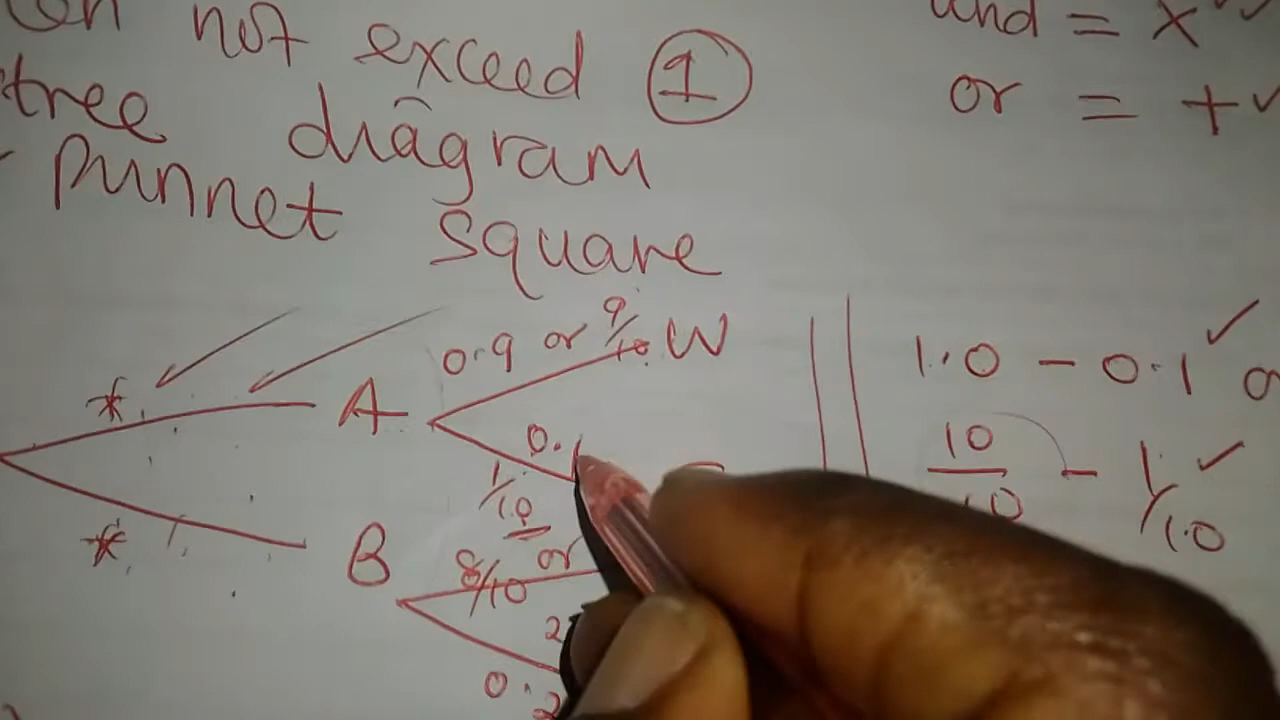 not exceed 1
and = x
or = +
tree diagram
Punnet square
0.9 or 9/10 W
* A
0.1
1/10
* B
8/10 or
2
0.2
1.0 - 0.1
10/10 - 1/10